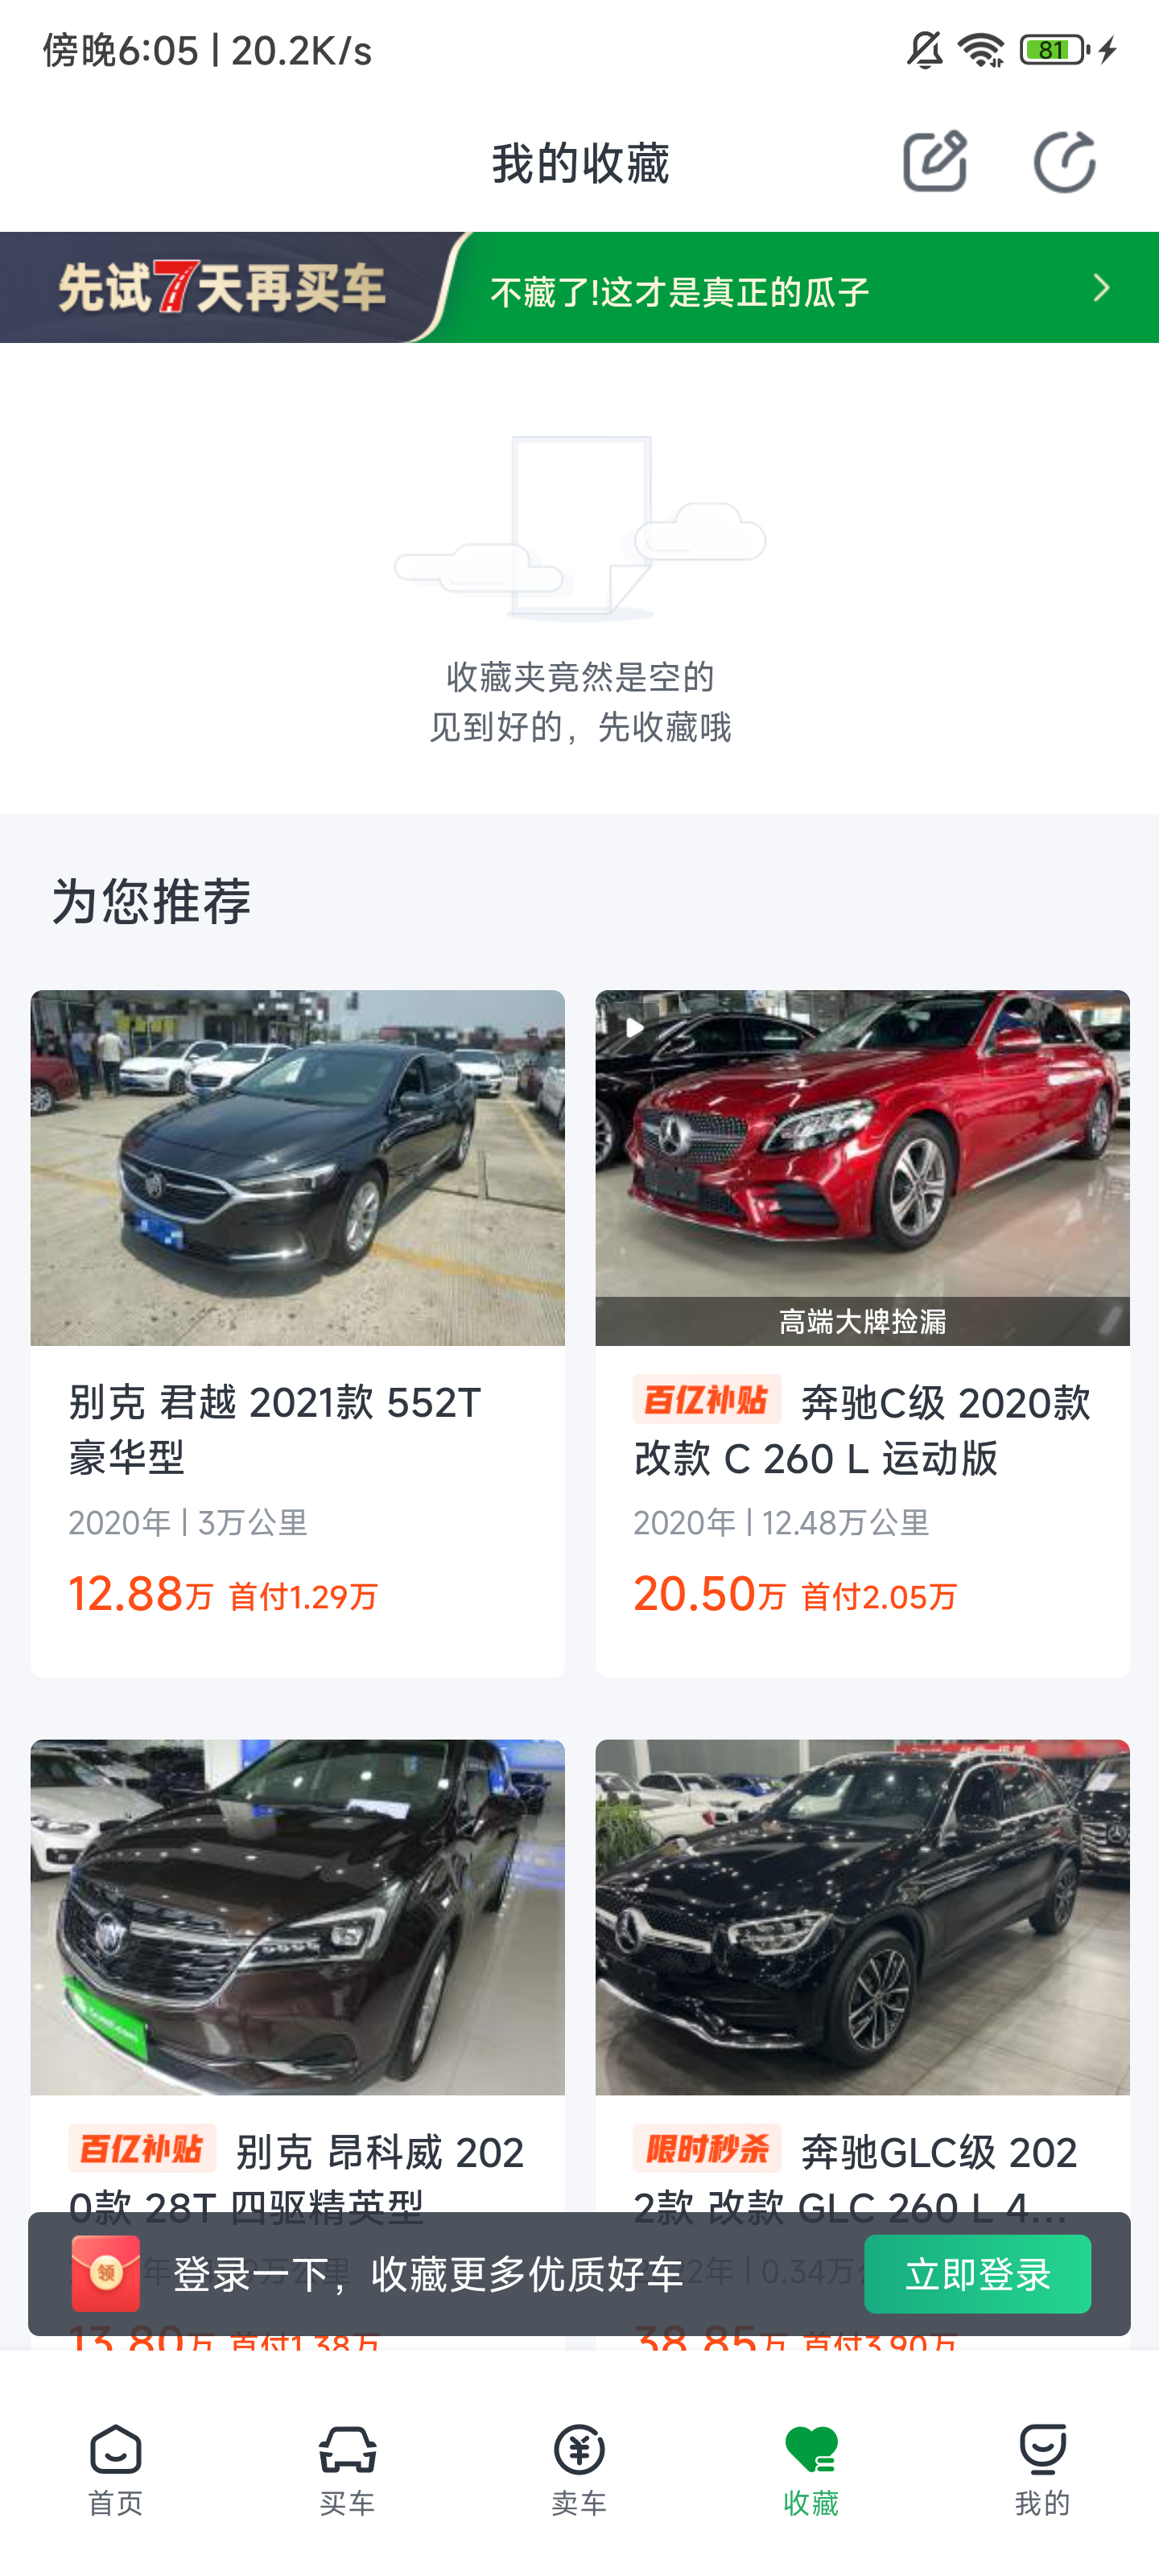 傍晚6:05 | 20.2K/s
81
我的收藏
先试7天再买车
不藏了!这才是真正的瓜子
收藏夹竟然是空的
见到好的，先收藏哦
为您推荐
高端大牌捡漏
别克 君越 2021款 552T
豪华型
2020年 | 3万公里
12.88万 首付1.29万
百亿补贴 奔驰C级 2020款
改款 C 260 L 运动版
2020年 | 12.48万公里
20.50万 首付2.05万
百亿补贴 别克 昂科威 202
0款 28T 四驱精英型
13.80万 首付1.38万
限时秒杀 奔驰GLC级 202
2款 改款 GLC 260 L 4...
2年 | 0.34万
38.85万 首付3.90万
领
登录一下，收藏更多优质好车
立即登录
首页
买车
卖车
收藏
我的